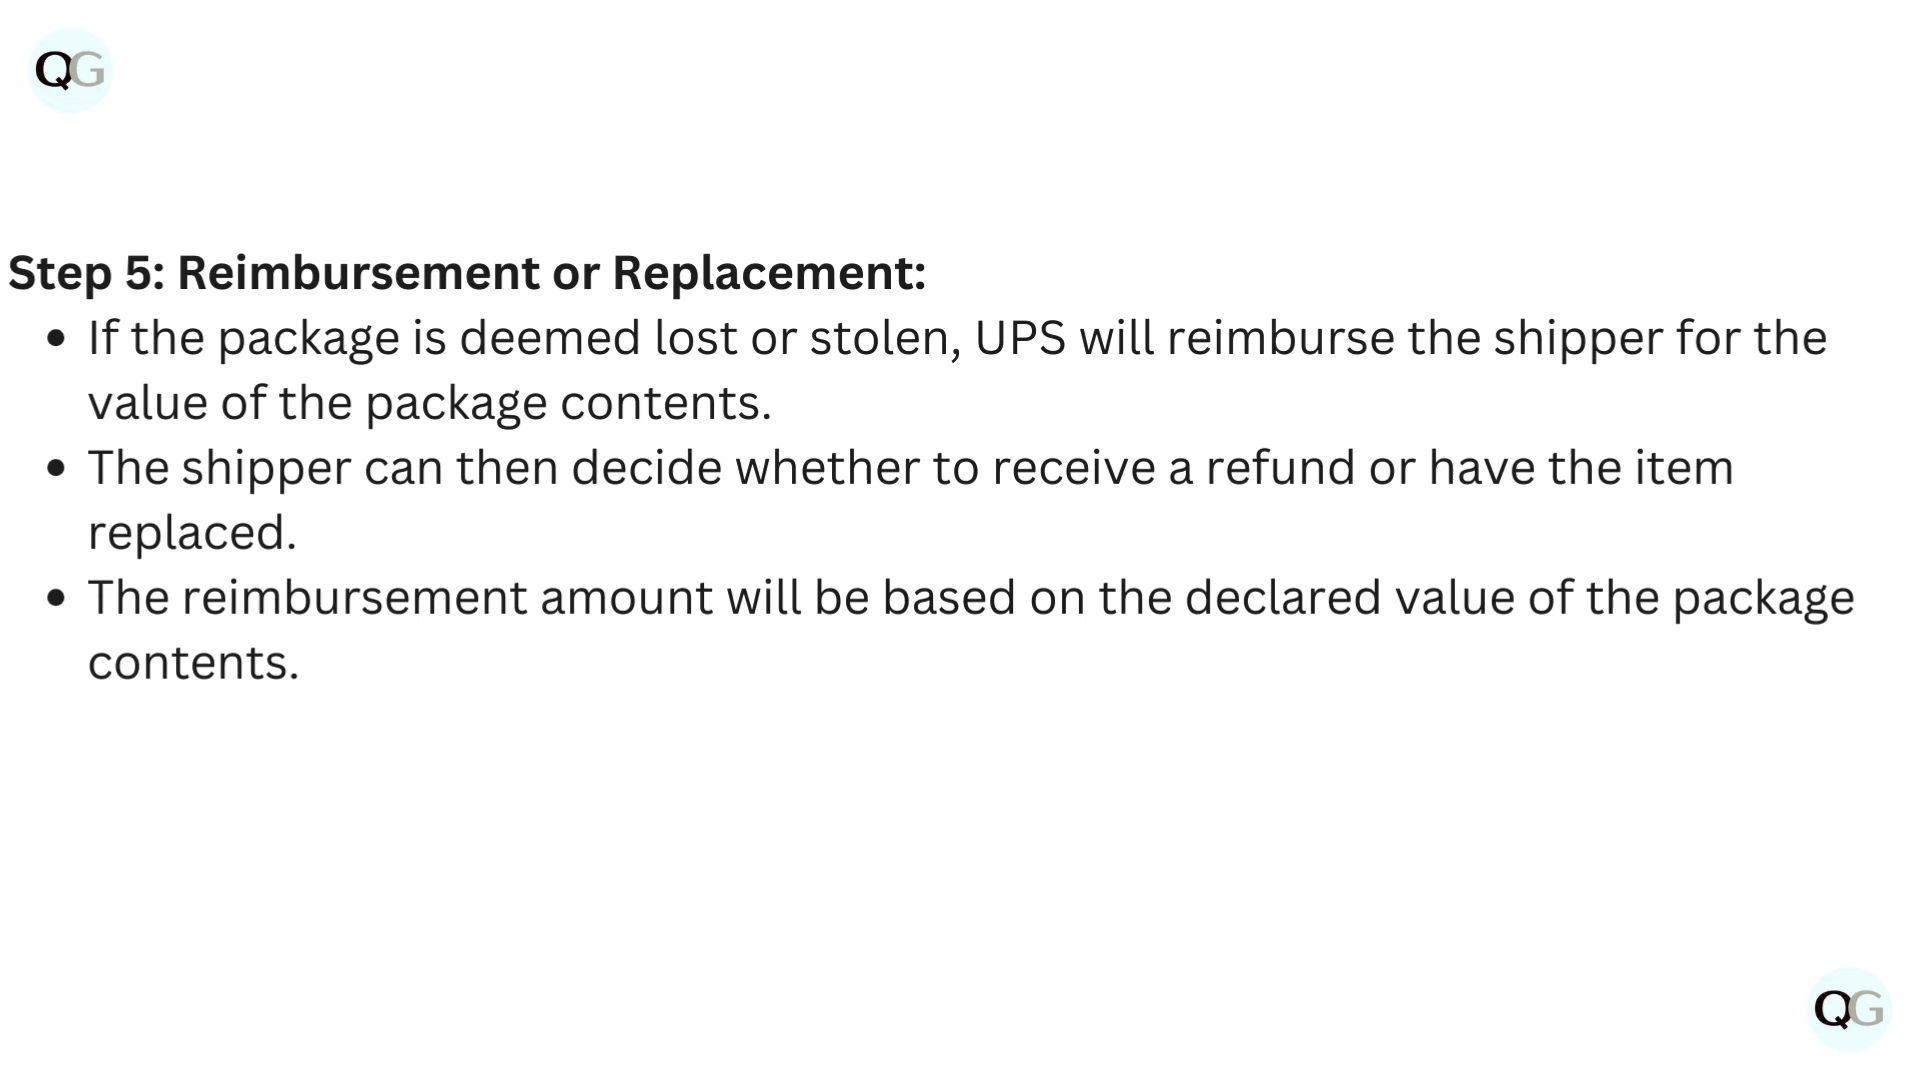 QG
Step 5: Reimbursement or Replacement:
• If the package is deemed lost or stolen, UPS will reimburse the shipper for the
value of the package contents.
• The shipper can then decide whether to receive a refund or have the item
replaced.
• The reimbursement amount will be based on the declared value of the package
contents.
QG